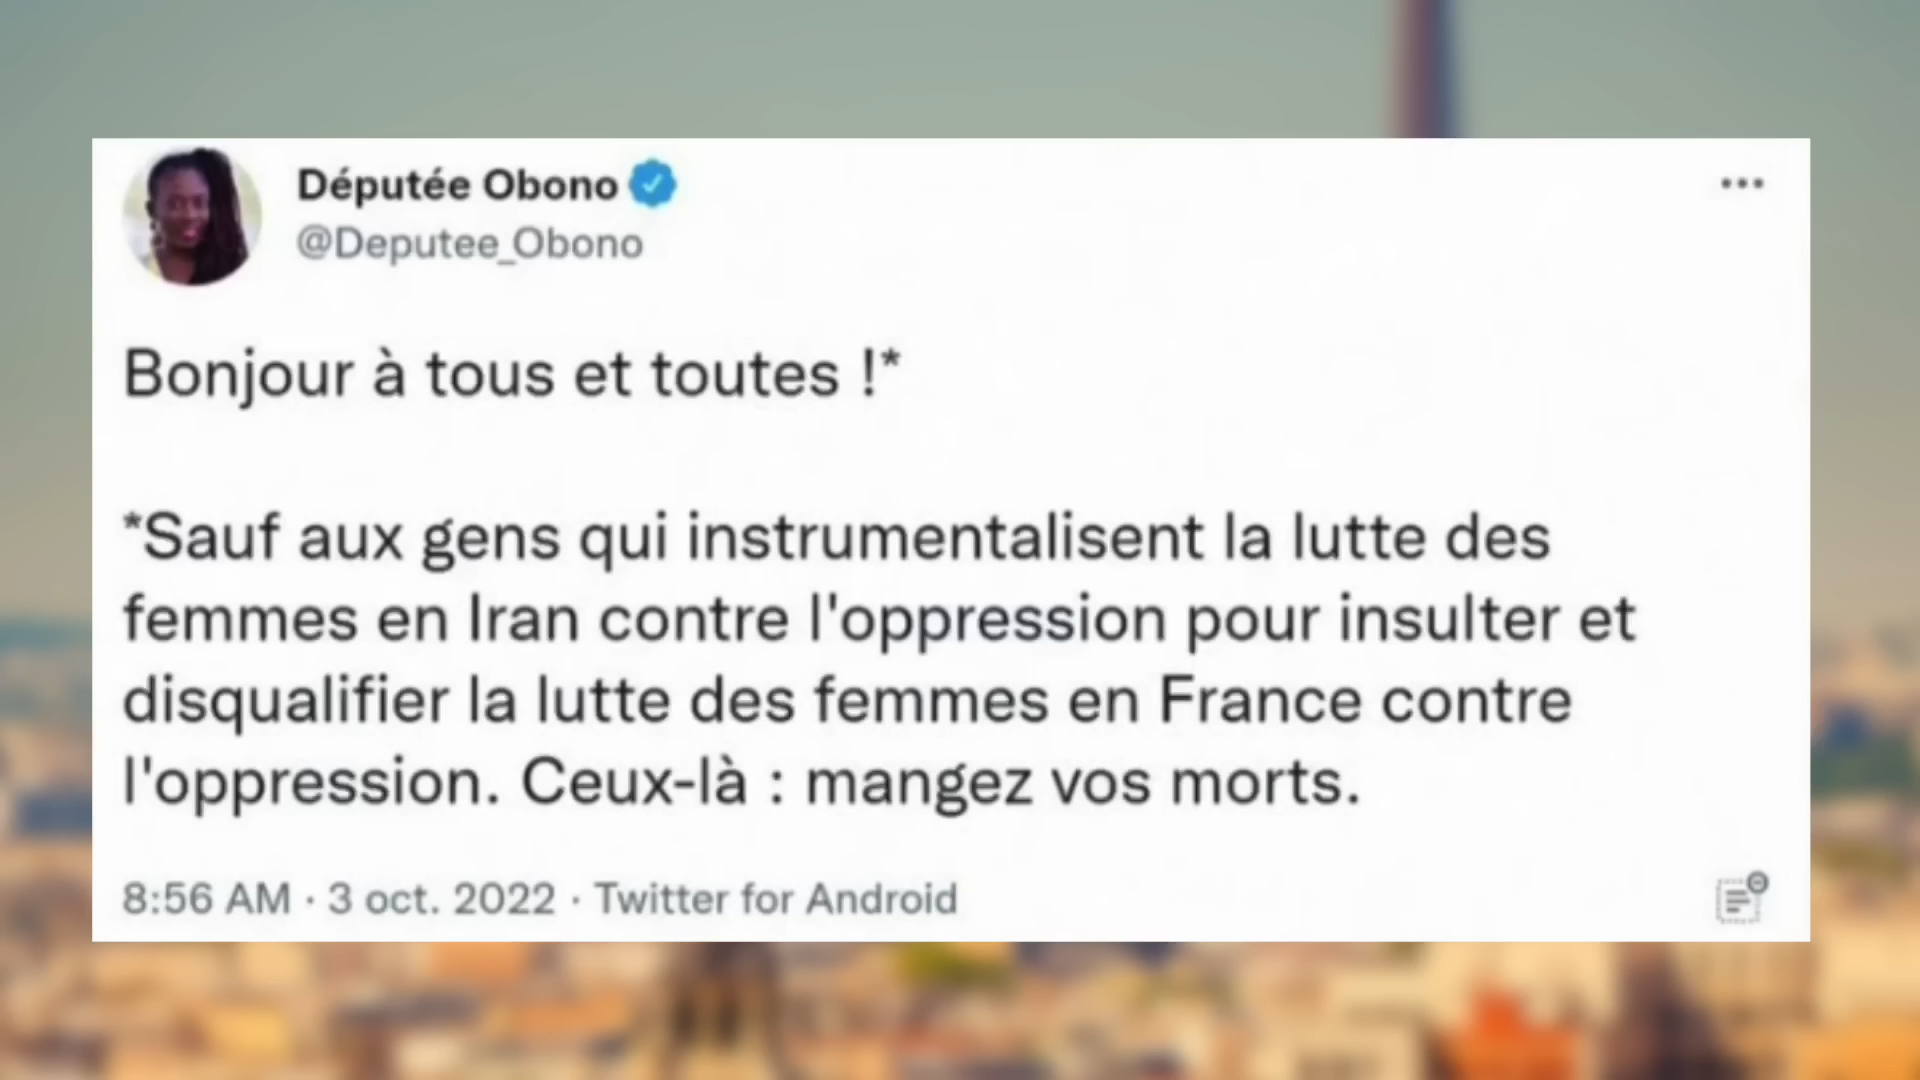 Députée Obono
@Deputee_Obono
Bonjour à tous et toutes !*
*Sauf aux gens qui instrumentalisent la lutte des
femmes en Iran contre l'oppression pour insulter et
disqualifier la lutte des femmes en France contre
l'oppression. Ceux-là : mangez vos morts.
8:56 AM · 3 oct. 2022 · Twitter for Android